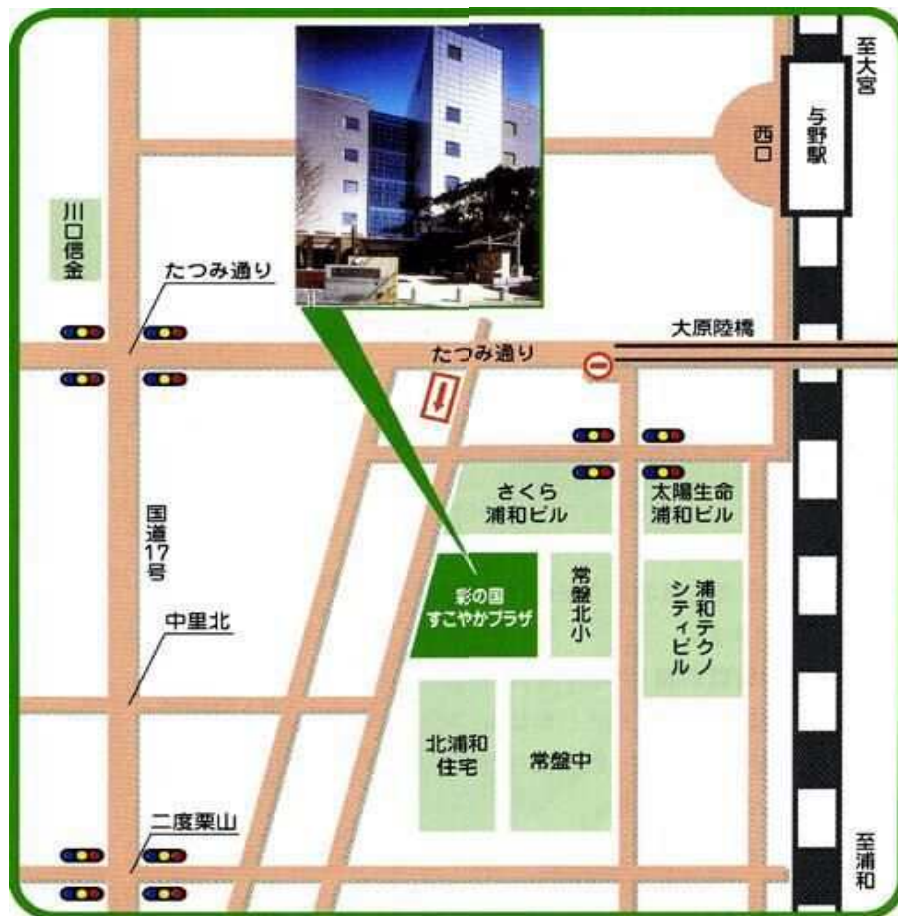 至大宮
与野駅
西口
川口信金
たつみ通り
大原陸橋
たつみ通り
さくら
浦和ビル
太陽生命
浦和ビル
国道17号
彩の国
すこやかプラザ
常盤北小
浦和テクノ
シティビル
中里北
北浦和
住宅
常盤中
二度栗山
至浦和